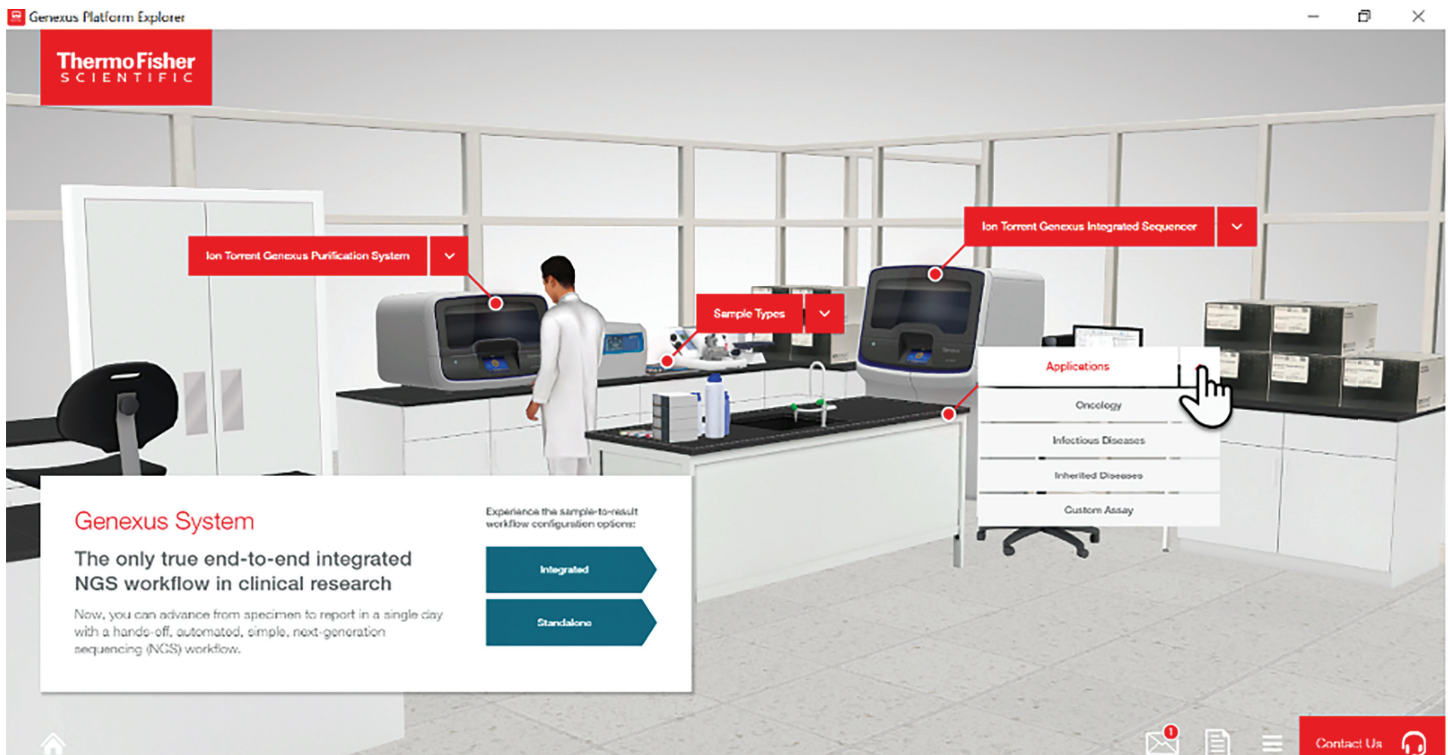 Genexus Platform Explorer
ThermoFisher
SCIENTIFIC
Ion Torrent Genexus Integrated Sequencer
Ion Torrent Genexus Purification System
Sample Types
Applications
Oncology
Infectious Diseases
Inherited Diseases
Custom Assay
Genexus System
The only true end-to-end integrated
NGS workflow in clinical research
Now, you can advance from specimen to report in a single day
with a hands-off, automated, simple, next-generation
sequencing (NGS) workflow.
Experience the sample-to-result
workflow configuration options:
Integrated
Standalone
1
Contact Us